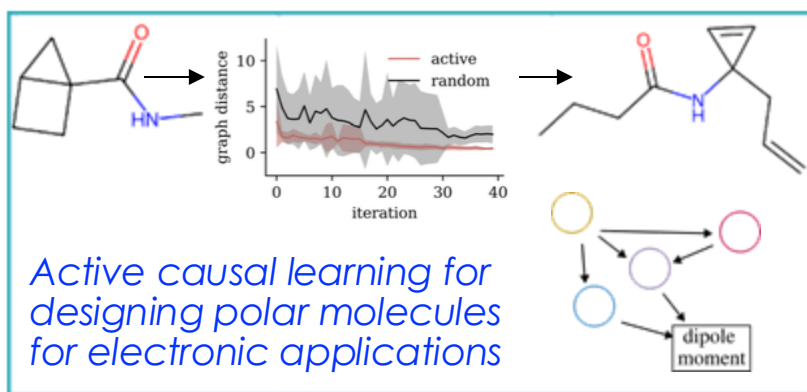 O
HN
10
5
0
graph distance
active
random
0
10
20
30
40
iteration
O
N
H
Active causal learning for
designing polar molecules
for electronic applications
dipole
moment